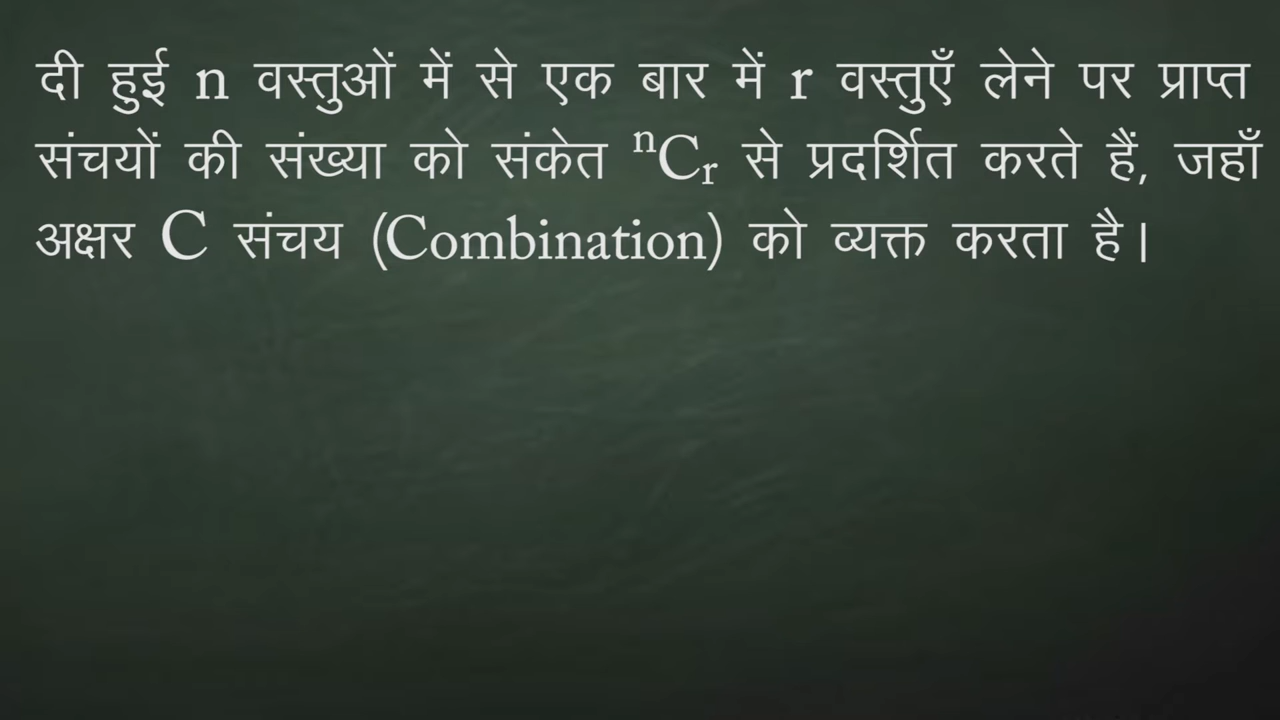 दी हुई n वस्तुओं में से एक बार में r वस्तुएँ लेने पर प्राप्त
संचयों की संख्या को संकेत ⁿCᵣ से प्रदर्शित करते हैं, जहाँ
अक्षर C संचय (Combination) को व्यक्त करता है।